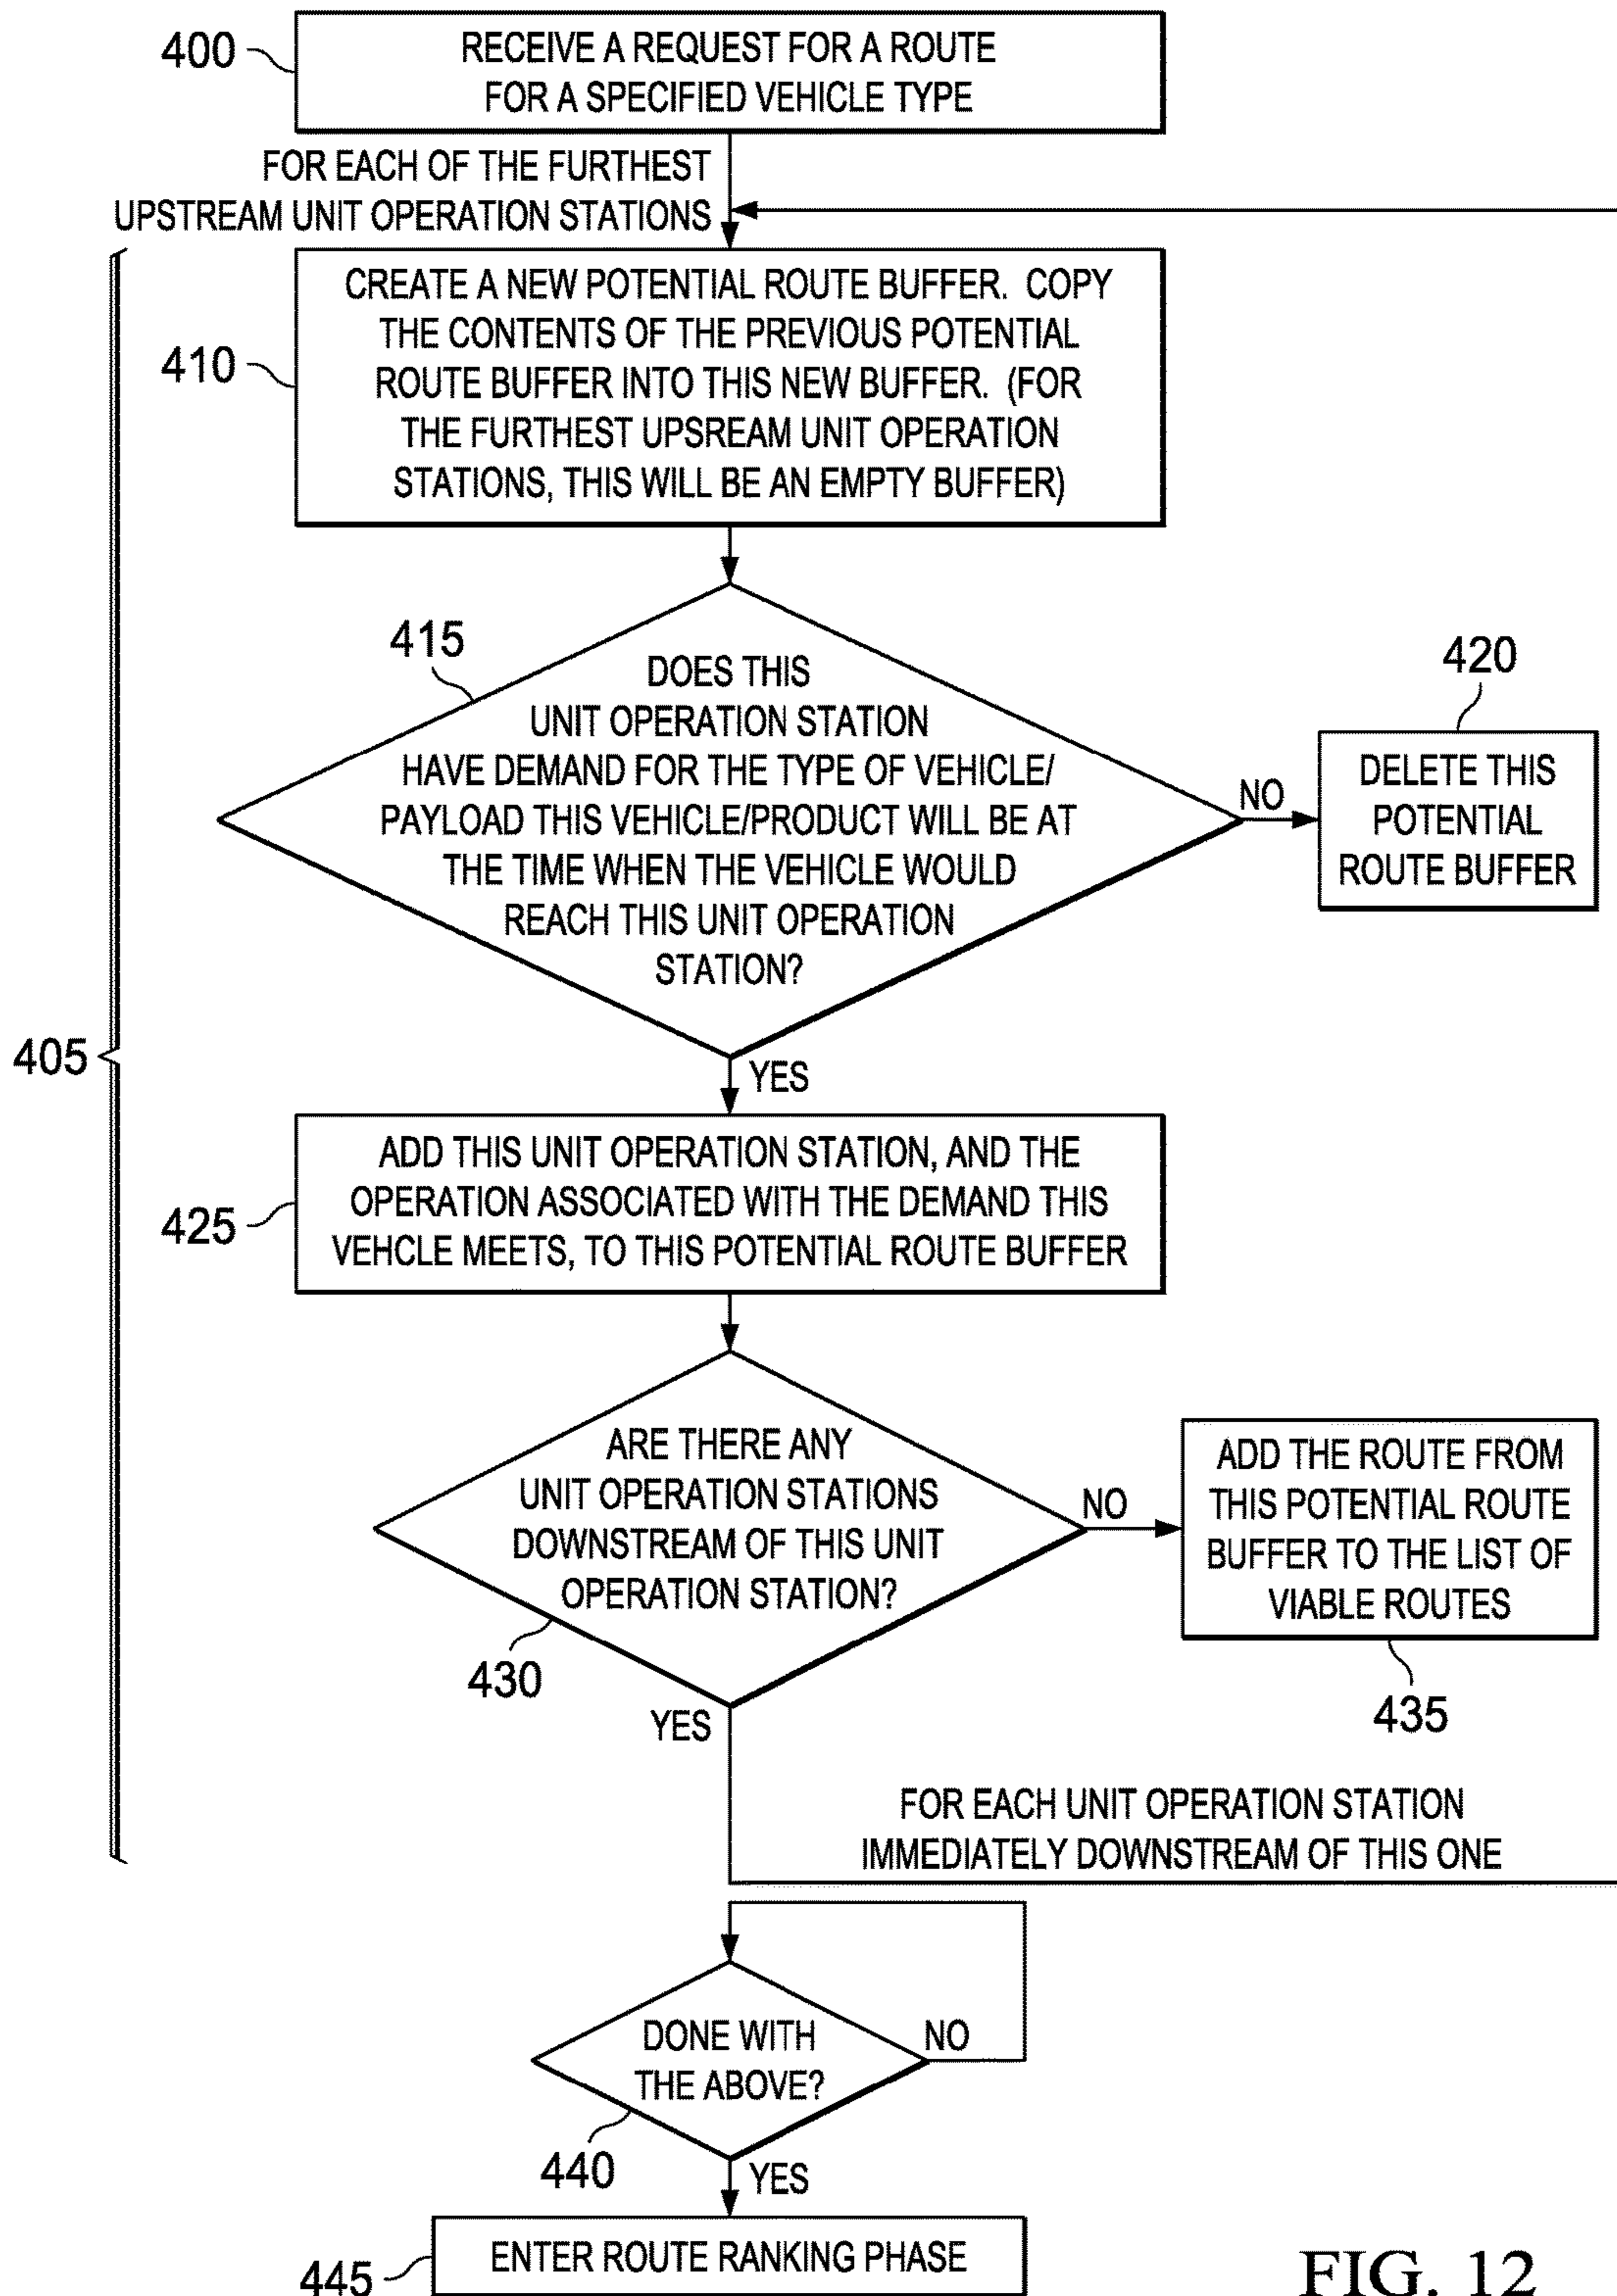 400
RECEIVE A REQUEST FOR A ROUTE
FOR A SPECIFIED VEHICLE TYPE
FOR EACH OF THE FURTHEST
UPSTREAM UNIT OPERATION STATIONS
410
CREATE A NEW POTENTIAL ROUTE BUFFER. COPY
THE CONTENTS OF THE PREVIOUS POTENTIAL
ROUTE BUFFER INTO THIS NEW BUFFER. (FOR
THE FURTHEST UPSREAM UNIT OPERATION
STATIONS, THIS WILL BE AN EMPTY BUFFER)
415
DOES THIS
UNIT OPERATION STATION
HAVE DEMAND FOR THE TYPE OF VEHICLE/
PAYLOAD THIS VEHICLE/PRODUCT WILL BE AT
THE TIME WHEN THE VEHICLE WOULD
REACH THIS UNIT OPERATION
STATION?
NO
420
DELETE THIS
POTENTIAL
ROUTE BUFFER
405
YES
425
ADD THIS UNIT OPERATION STATION, AND THE
OPERATION ASSOCIATED WITH THE DEMAND THIS
VEHCLE MEETS, TO THIS POTENTIAL ROUTE BUFFER
ARE THERE ANY
UNIT OPERATION STATIONS
DOWNSTREAM OF THIS UNIT
OPERATION STATION?
430
NO
ADD THE ROUTE FROM
THIS POTENTIAL ROUTE
BUFFER TO THE LIST OF
VIABLE ROUTES
435
YES
FOR EACH UNIT OPERATION STATION
IMMEDIATELY DOWNSTREAM OF THIS ONE
DONE WITH
THE ABOVE?
NO
440
YES
445
ENTER ROUTE RANKING PHASE
FIG. 12